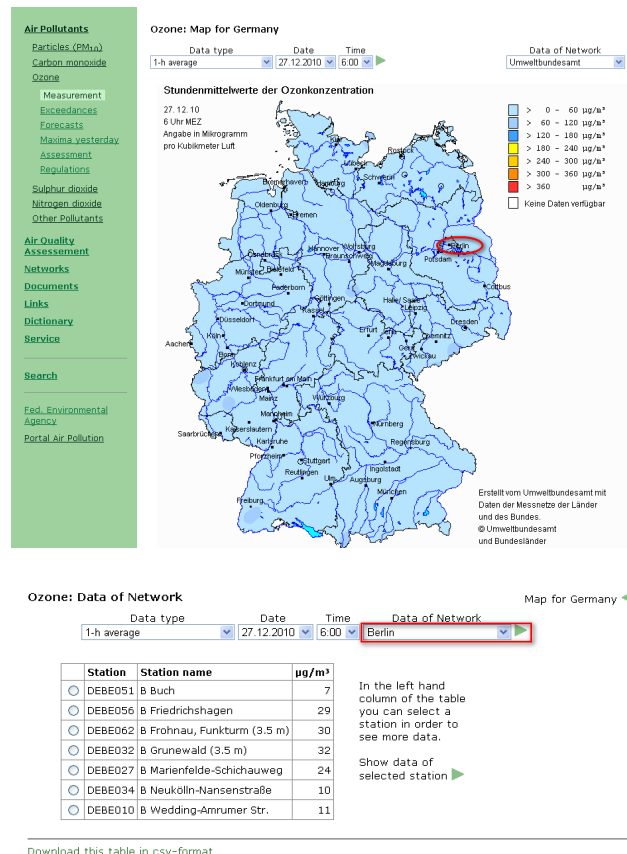 Air Pollutants
Particles (PM10)
Carbon monoxide
Ozone
Measurement
Exceedances
Forecasts
Maxima yesterday
Assessment
Regulations
Sulphur dioxide
Nitrogen dioxide
Other Pollutants
Air Quality
Assessement
Networks
Documents
Links
Dictionary
Service
Search
Fed. Environmental
Agency
Portal Air Pollution
Ozone: Map for Germany
Data type Date Time Data of Network
1-h average 27.12.2010 6:00 Umweltbundesamt
Stundenmittelwerte der Ozonkonzentration
27. 12. 10
6 Uhr MEZ
Angabe in Mikrogramm
pro Kubikmeter Luft
> 0 - 60 µg/m³
> 60 - 120 µg/m³
> 120 - 180 µg/m³
> 180 - 240 µg/m³
> 240 - 300 µg/m³
> 300 - 360 µg/m³
> 360 µg/m³
Keine Daten verfügbar
Kiel
Rostock
Lübeck
Schwerin
Bremerhaven
Hamburg
Oldenburg
Bremen
Berlin
Hannover
Wolfsburg
Osnabrück
Braunschweig
Potsdam
Magdeburg
Münster
Bielefeld
Paderborn
Cottbus
Göttingen
Halle/ Saale
Dortmund
Leipzig
Kassel
Düsseldorf
Dresden
Erfurt
Köln
Chemnitz
Aachen
Gera
Zwickau
Bonn
Koblenz
Frankfurt am Main
Wiesbaden
Mainz
Würzburg
Mannheim
Nürnberg
Kaiserslautern
Saarbrücken
Karlsruhe
Regensburg
Pforzheim
Stuttgart
Ingolstadt
Reutlingen
Ulm
Augsburg
München
Freiburg
Erstellt vom Umweltbundesamt mit
Daten der Messnetze der Länder
und des Bundes.
© Umweltbundesamt
und Bundesländer
Ozone: Data of Network
Map for Germany
Data type Date Time Data of Network
1-h average 27.12.2010 6:00 Berlin
Station Station name µg/m³
DEBE051 B Buch 7
DEBE056 B Friedrichshagen 29
DEBE062 B Frohnau, Funkturm (3.5 m) 30
DEBE032 B Grunewald (3.5 m) 32
DEBE027 B Marienfelde-Schichauweg 24
DEBE034 B Neukölln-Nansenstraße 10
DEBE010 B Wedding-Amrumer Str. 11
In the left hand
column of the table
you can select a
station in order to
see more data.
Show data of
selected station
Download this table in csv-format